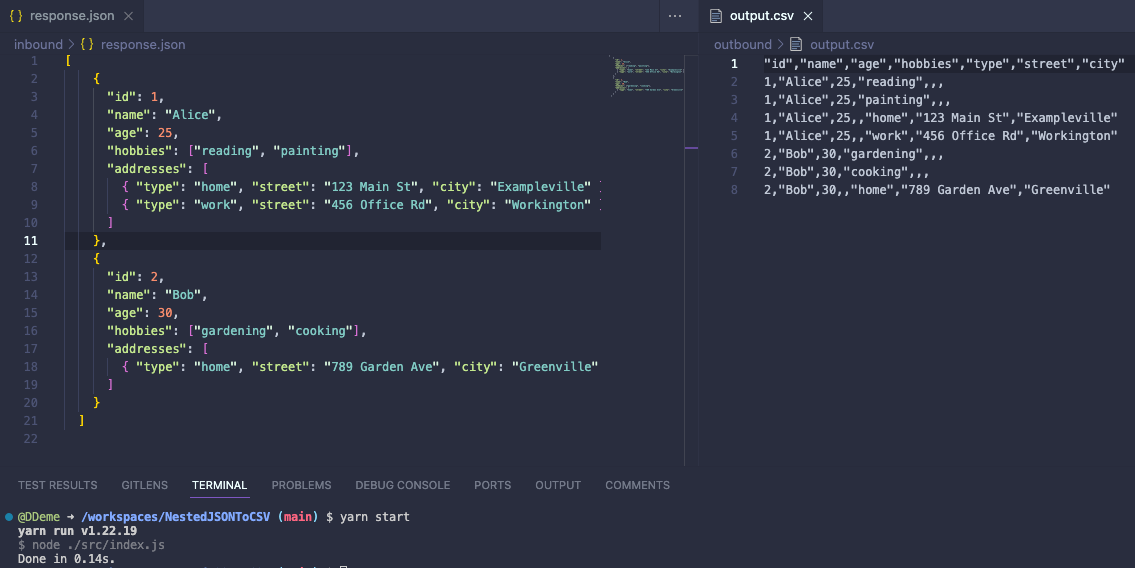 { } response.json ×
inbound > { } response.json
1 [
2 {
3 "id": 1,
4 "name": "Alice",
5 "age": 25,
6 "hobbies": ["reading", "painting"],
7 "addresses": [
8 { "type": "home", "street": "123 Main St", "city": "Exampleville"
9 { "type": "work", "street": "456 Office Rd", "city": "Workington"
10 ]
11 },
12 {
13 "id": 2,
14 "name": "Bob",
15 "age": 30,
16 "hobbies": ["gardening", "cooking"],
17 "addresses": [
18 { "type": "home", "street": "789 Garden Ave", "city": "Greenville"
19 ]
20 }
21 ]
22
... output.csv ×
outbound > output.csv
1 "id","name","age","hobbies","type","street","city"
2 1,"Alice",25,"reading",,,
3 1,"Alice",25,"painting",,,
4 1,"Alice",25,,"home","123 Main St","Exampleville"
5 1,"Alice",25,,"work","456 Office Rd","Workington"
6 2,"Bob",30,"gardening",,,
7 2,"Bob",30,"cooking",,,
8 2,"Bob",30,,"home","789 Garden Ave","Greenville"
TEST RESULTS GITLENS TERMINAL PROBLEMS DEBUG CONSOLE PORTS OUTPUT COMMENTS
@DDeme → /workspaces/NestedJSONToCSV (main) $ yarn start
yarn run v1.22.19
$ node ./src/index.js
Done in 0.14s.